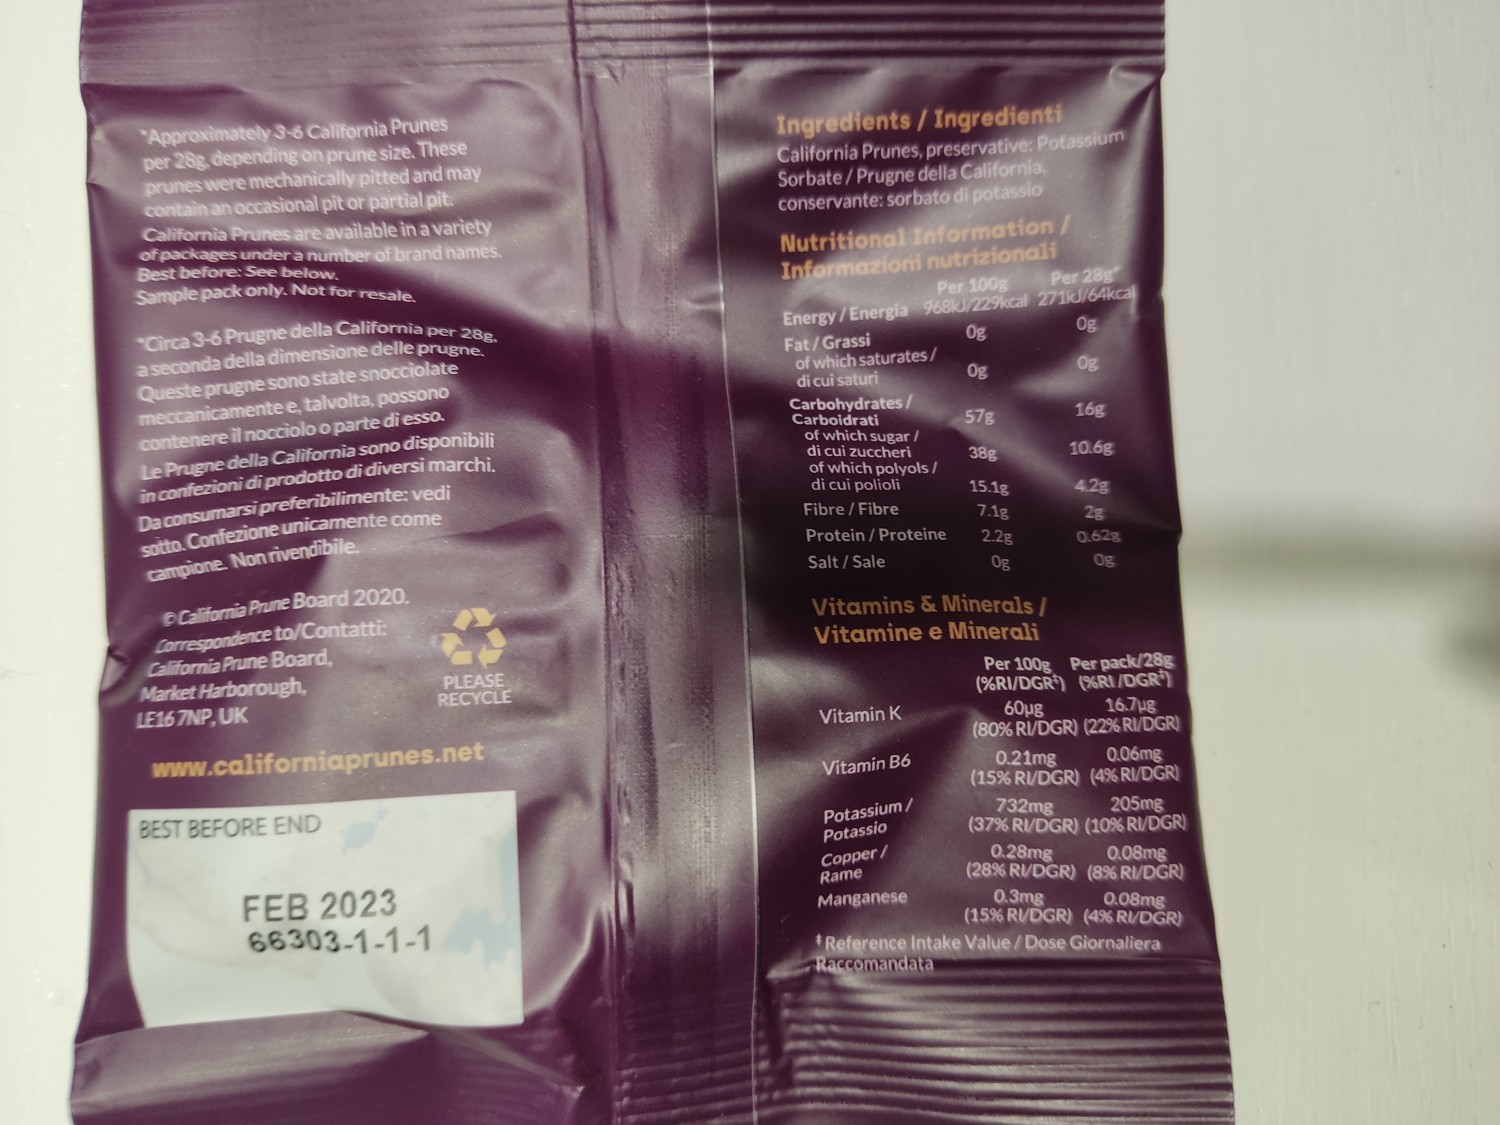 *Approximately 3-6 California Prunes
per 28g, depending on prune size. These
prunes were mechanically pitted and may
contain an occasional pit or partial pit.
California Prunes are available in a variety
of packages under a number of brand names.
Best before: See below.
Sample pack only. Not for resale.
*Circa 3-6 Prugne della California per 28g,
a seconda della dimensione delle prugne.
Queste prugne sono state snocciolate
meccanicamente e, talvolta, possono
contenere il nocciolo o parte di esso.
Le Prugne della California sono disponibili
in confezioni di prodotto di diversi marchi.
Da consumarsi preferibilimente: vedi
sotto. Confezione unicamente come
campione. Non rivendibile.
© California Prune Board 2020.
Correspondence to/Contatti:
California Prune Board,
Market Harborough,
LE16 7NP, UK
PLEASE
RECYCLE
www.californiaprunes.net
BEST BEFORE END
FEB 2023
66303-1-1-1
Ingredients / Ingredienti
California Prunes, preservative: Potassium
Sorbate / Prugne della California,
conservante: sorbato di potassio
Nutritional Information /
Informazioni nutrizionali
Per 100g Per 28g*
Energy / Energia 968kJ/229kcal 271kJ/64kcal
Fat / Grassi 0g 0g
of which saturates /
di cui saturi 0g 0g
Carbohydrates /
Carboidrati 57g 16g
of which sugar /
di cui zuccheri 38g 10.6g
of which polyols /
di cui polioli 15.1g 4.2g
Fibre / Fibre 7.1g 2g
Protein / Proteine 2.2g 0.62g
Salt / Sale 0g 0g
Vitamins & Minerals /
Vitamine e Minerali
Per 100g Per pack/28g
(%RI/DGR‡) (%RI /DGR‡)
Vitamin K 60µg 16.7µg
(80% RI/DGR) (22% RI/DGR)
Vitamin B6 0.21mg 0.06mg
(15% RI/DGR) (4% RI/DGR)
Potassium / 732mg 205mg
Potassio (37% RI/DGR) (10% RI/DGR)
Copper / 0.28mg 0.08mg
Rame (28% RI/DGR) (8% RI/DGR)
Manganese 0.3mg 0.08mg
(15% RI/DGR) (4% RI/DGR)
‡Reference Intake Value / Dose Giornaliera
Raccomandata